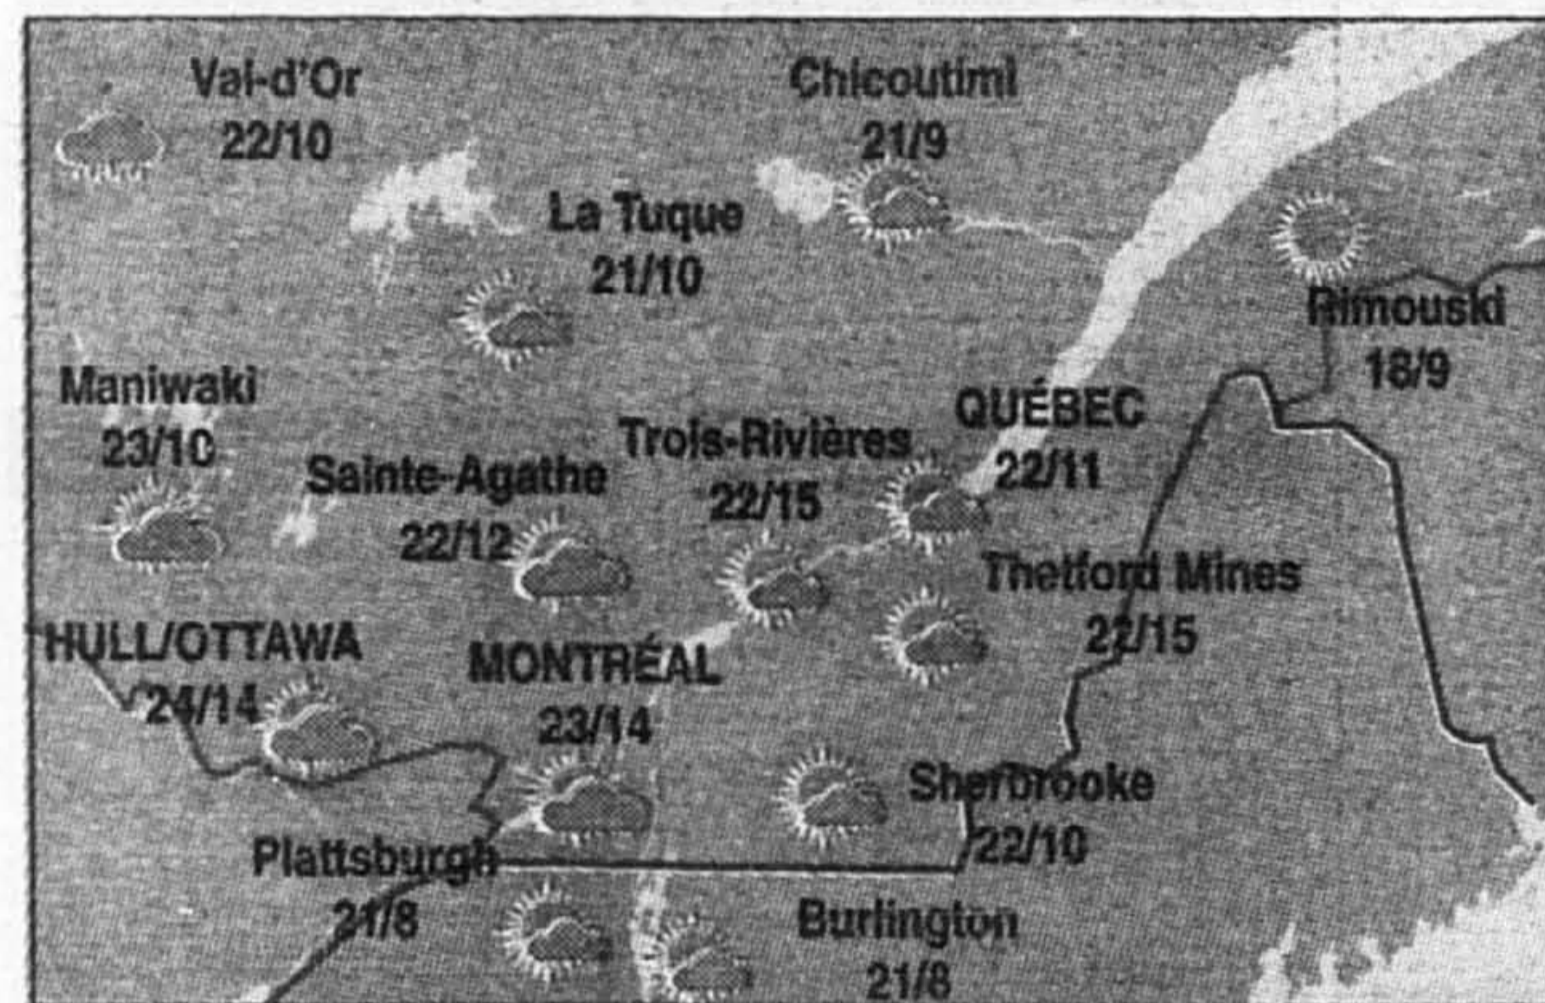 Val-d'Or
22/10
Chicoutimi
21/9
La Tuque
21/10
Rimouski
18/9
Maniwaki
23/10
QUÉBEC
22/11
Trois-Rivières
22/15
Sainte-Agathe
22/12
Thetford Mines
22/15
HULL/OTTAWA
24/14
MONTRÉAL
23/14
Sherbrooke
22/10
Plattsburgh
21/8
Burlington
21/8